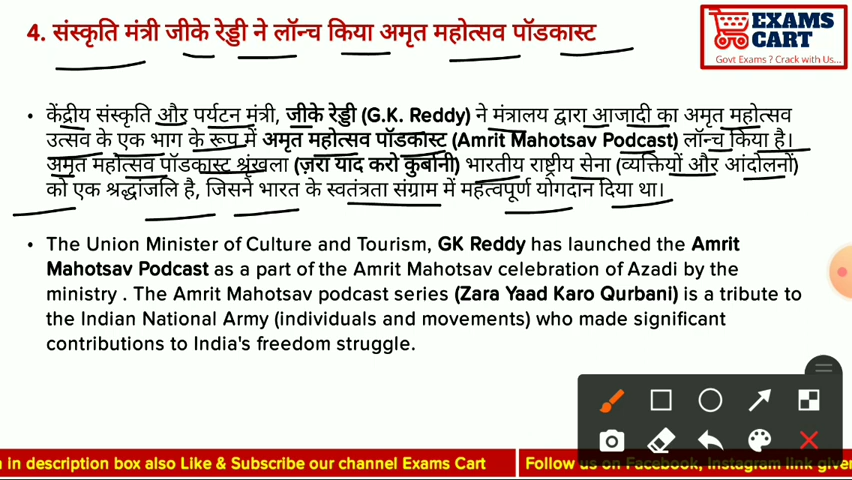 4. संस्कृति मंत्री जीके रेड्डी ने लॉन्च किया अमृत महोत्सव पॉडकास्ट
EXAMS
CART
Govt Exams ? Crack with Us...
• केंद्रीय संस्कृति और पर्यटन मंत्री, जीके रेड्डी (G.K. Reddy) ने मंत्रालय द्वारा आजादी का अमृत महोत्सव
उत्सव के एक भाग के रूप में अमृत महोत्सव पॉडकास्ट (Amrit Mahotsav Podcast) लॉन्च किया है।
अमृत महोत्सव पॉडकास्ट श्रृंखला (ज़रा याद करो कुर्बानी) भारतीय राष्ट्रीय सेना (व्यक्तियों और आंदोलनों)
को एक श्रद्धांजलि है, जिसने भारत के स्वतंत्रता संग्राम में महत्वपूर्ण योगदान दिया था।
• The Union Minister of Culture and Tourism, GK Reddy has launched the Amrit
Mahotsav Podcast as a part of the Amrit Mahotsav celebration of Azadi by the
ministry . The Amrit Mahotsav podcast series (Zara Yaad Karo Qurbani) is a tribute to
the Indian National Army (individuals and movements) who made significant
contributions to India's freedom struggle.
in description box also Like & Subscribe our channel Exams Cart
Follow us on Facebook, Instagram link given